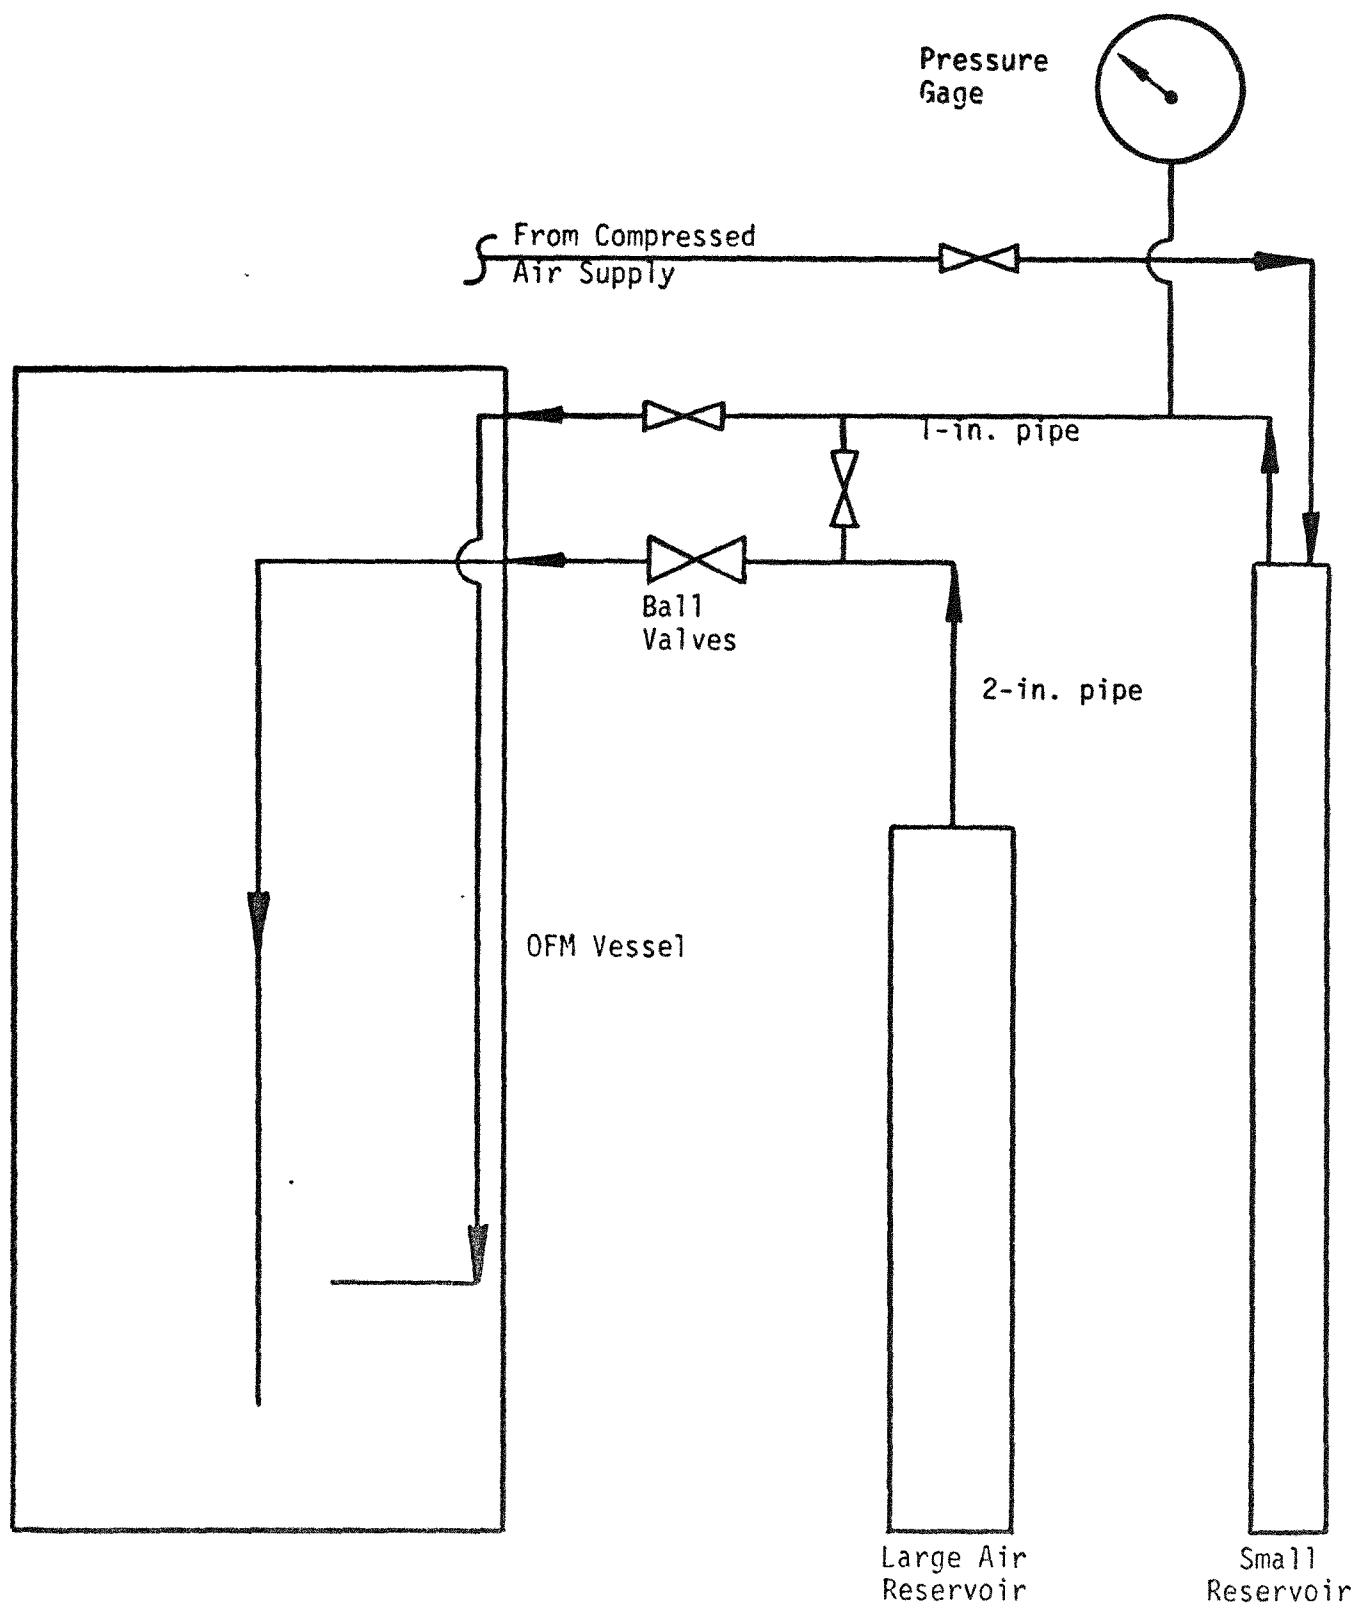 Pressure
Gage
From Compressed
Air Supply
1-in. pipe
Ball
Valves
2-in. pipe
OFM Vessel
Large Air
Reservoir
Small
Reservoir